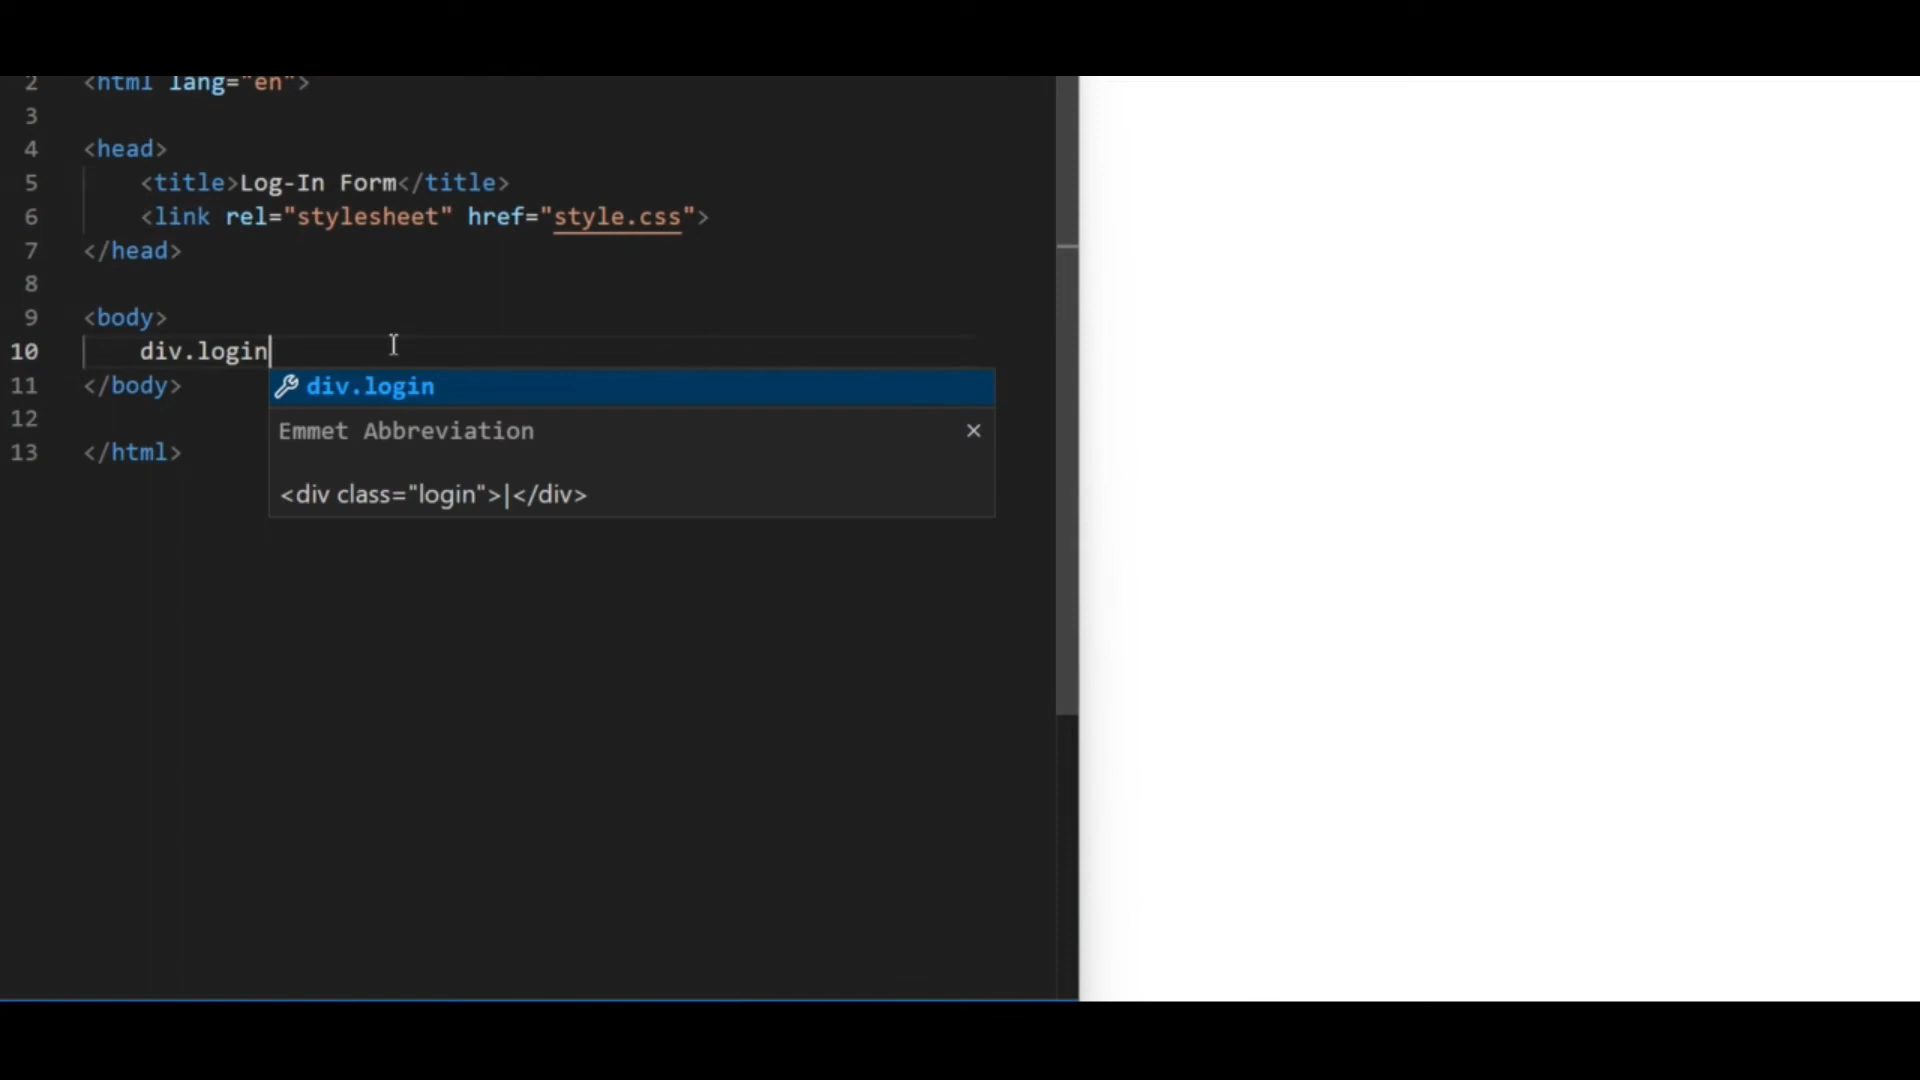 2 <html lang="en">
3
4 <head>
5 <title>Log-In Form</title>
6 <link rel="stylesheet" href="style.css">
7 </head>
8
9 <body>
10 div.login
div.login
11 </body>
Emmet Abbreviation ×
12
13 </html>
<div class="login">|</div>